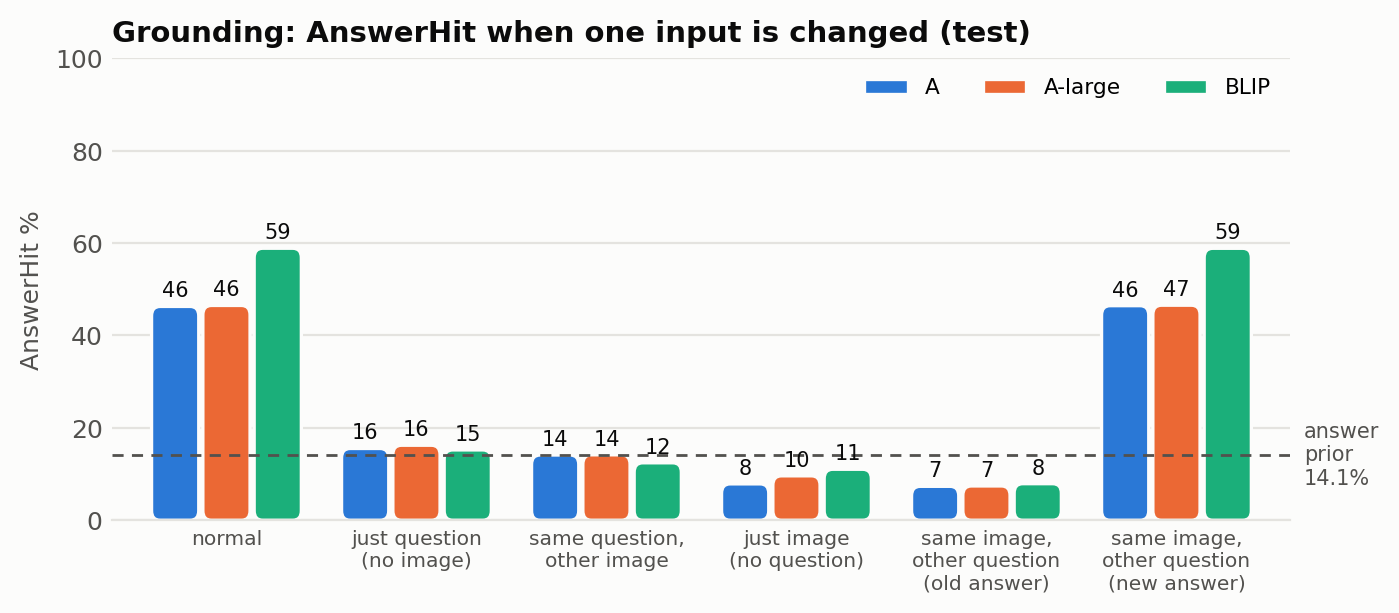 Grounding: AnswerHit when one input is changed (test)
100
80
60
40
20
0
AnswerHit %
A
A-large
BLIP
46
46
59
16
16
15
14
14
12
8
10
11
7
7
8
46
47
59
answer
prior
14.1%
normal
just question
(no image)
same question,
other image
just image
(no question)
same image,
other question
(old answer)
same image,
other question
(new answer)